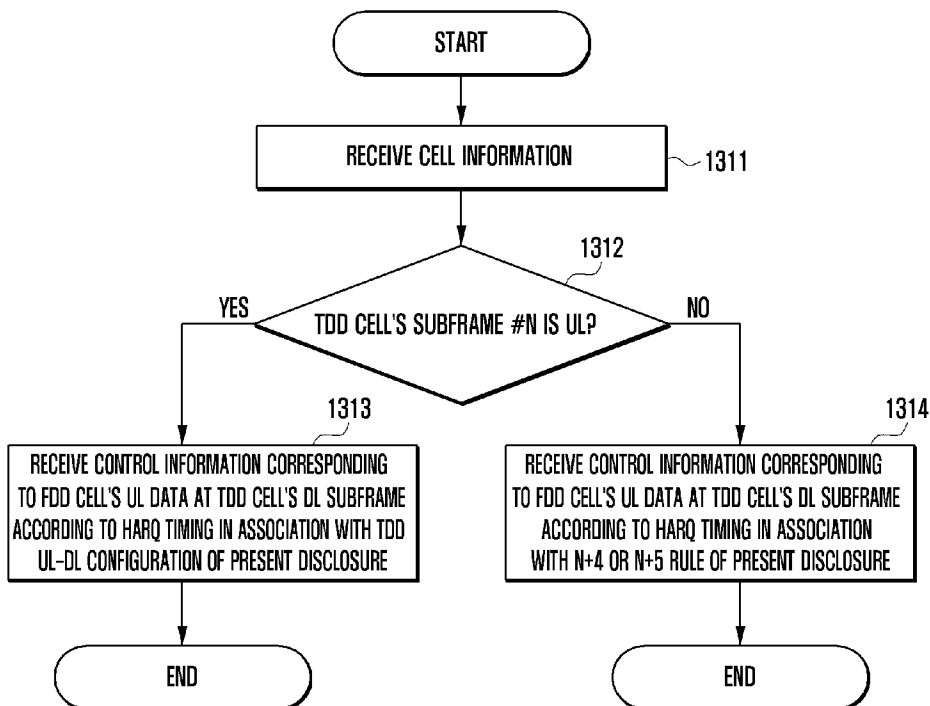 START
RECEIVE CELL INFORMATION
1311
1312
TDD CELL'S SUBFRAME #N IS UL?
YES
NO
1313
RECEIVE CONTROL INFORMATION CORRESPONDING
TO FDD CELL'S UL DATA AT TDD CELL'S DL SUBFRAME
ACCORDING TO HARQ TIMING IN ASSOCIATION WITH TDD
UL-DL CONFIGURATION OF PRESENT DISCLOSURE
1314
RECEIVE CONTROL INFORMATION CORRESPONDING
TO FDD CELL'S UL DATA AT TDD CELL'S DL SUBFRAME
ACCORDING TO HARQ TIMING IN ASSOCIATION
WITH N+4 OR N+5 RULE OF PRESENT DISCLOSURE
END
END